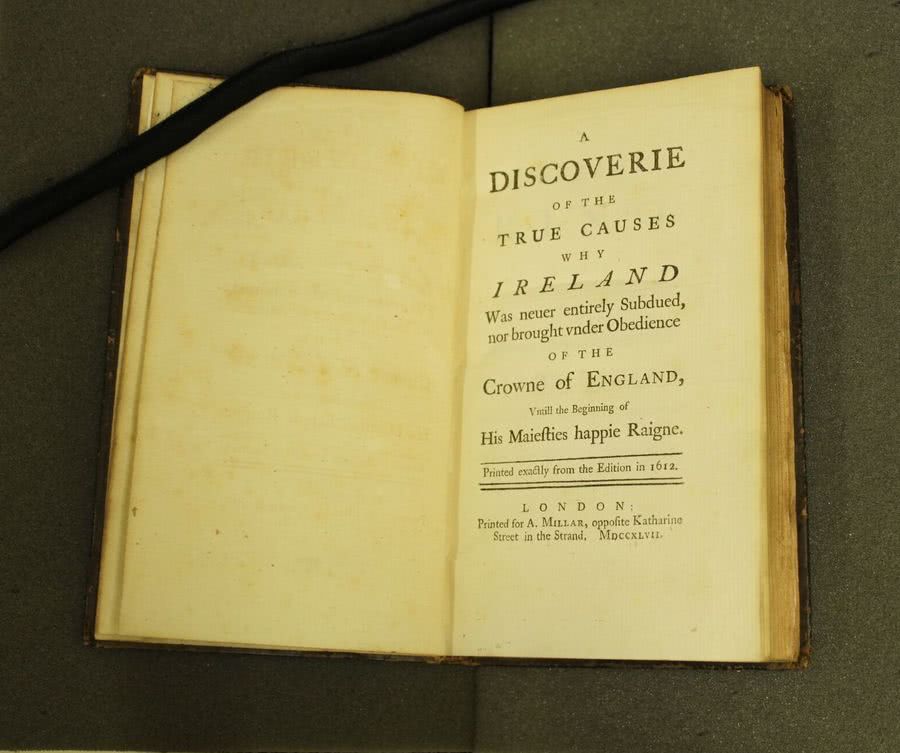 A
DISCOVERIE
OF THE
TRUE CAUSES
WHY
IRELAND
Was neuer entirely Subdued,
nor brought vnder Obedience
OF THE
Crowne of ENGLAND,
Vntill the Beginning of
His Maieſties happie Raigne.
Printed exactly from the Edition in 1612.
LONDON:
Printed for A. MILLAR, oppoſite Katharine
Street in the Strand, MDCCXLVII.